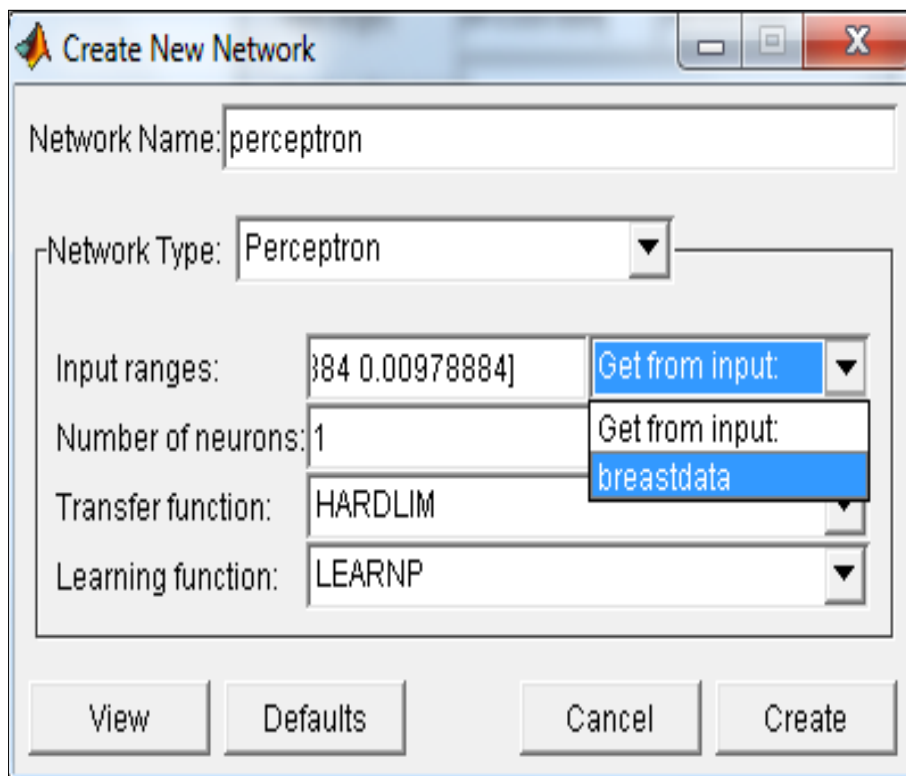 Create New Network
Network Name: perceptron
Network Type: Perceptron
Input ranges: 384 0.00978884] Get from input:
Get from input:
Number of neurons: 1
breastdata
Transfer function: HARDLIM
Learning function: LEARNP
View Defaults Cancel Create